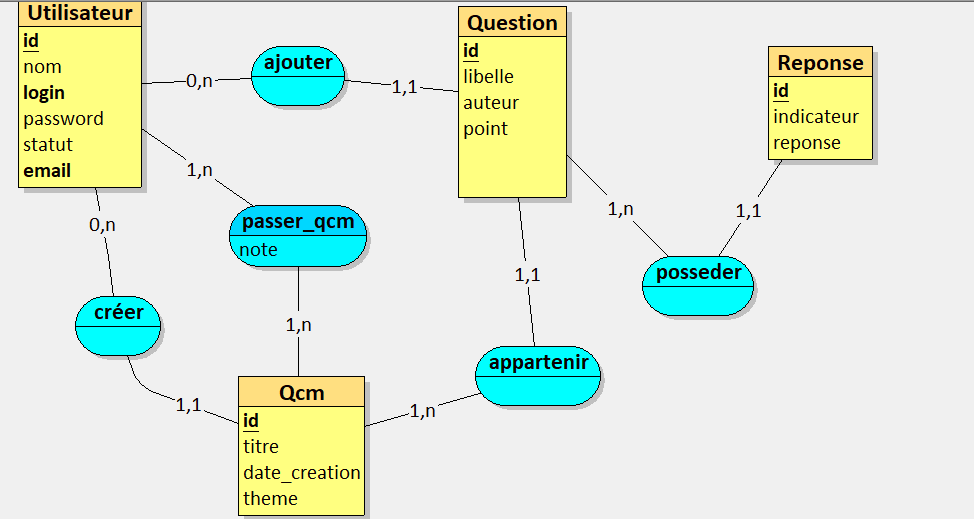 Utilisateur
id
nom
login
password
statut
email
0,n
ajouter
1,1
Question
id
libelle
auteur
point
Reponse
id
indicateur
reponse
1,n
passer_qcm
note
1,n
0,n
créer
1,1
Qcm
id
titre
date_creation
theme
1,n
appartenir
1,1
1,n
posseder
1,1